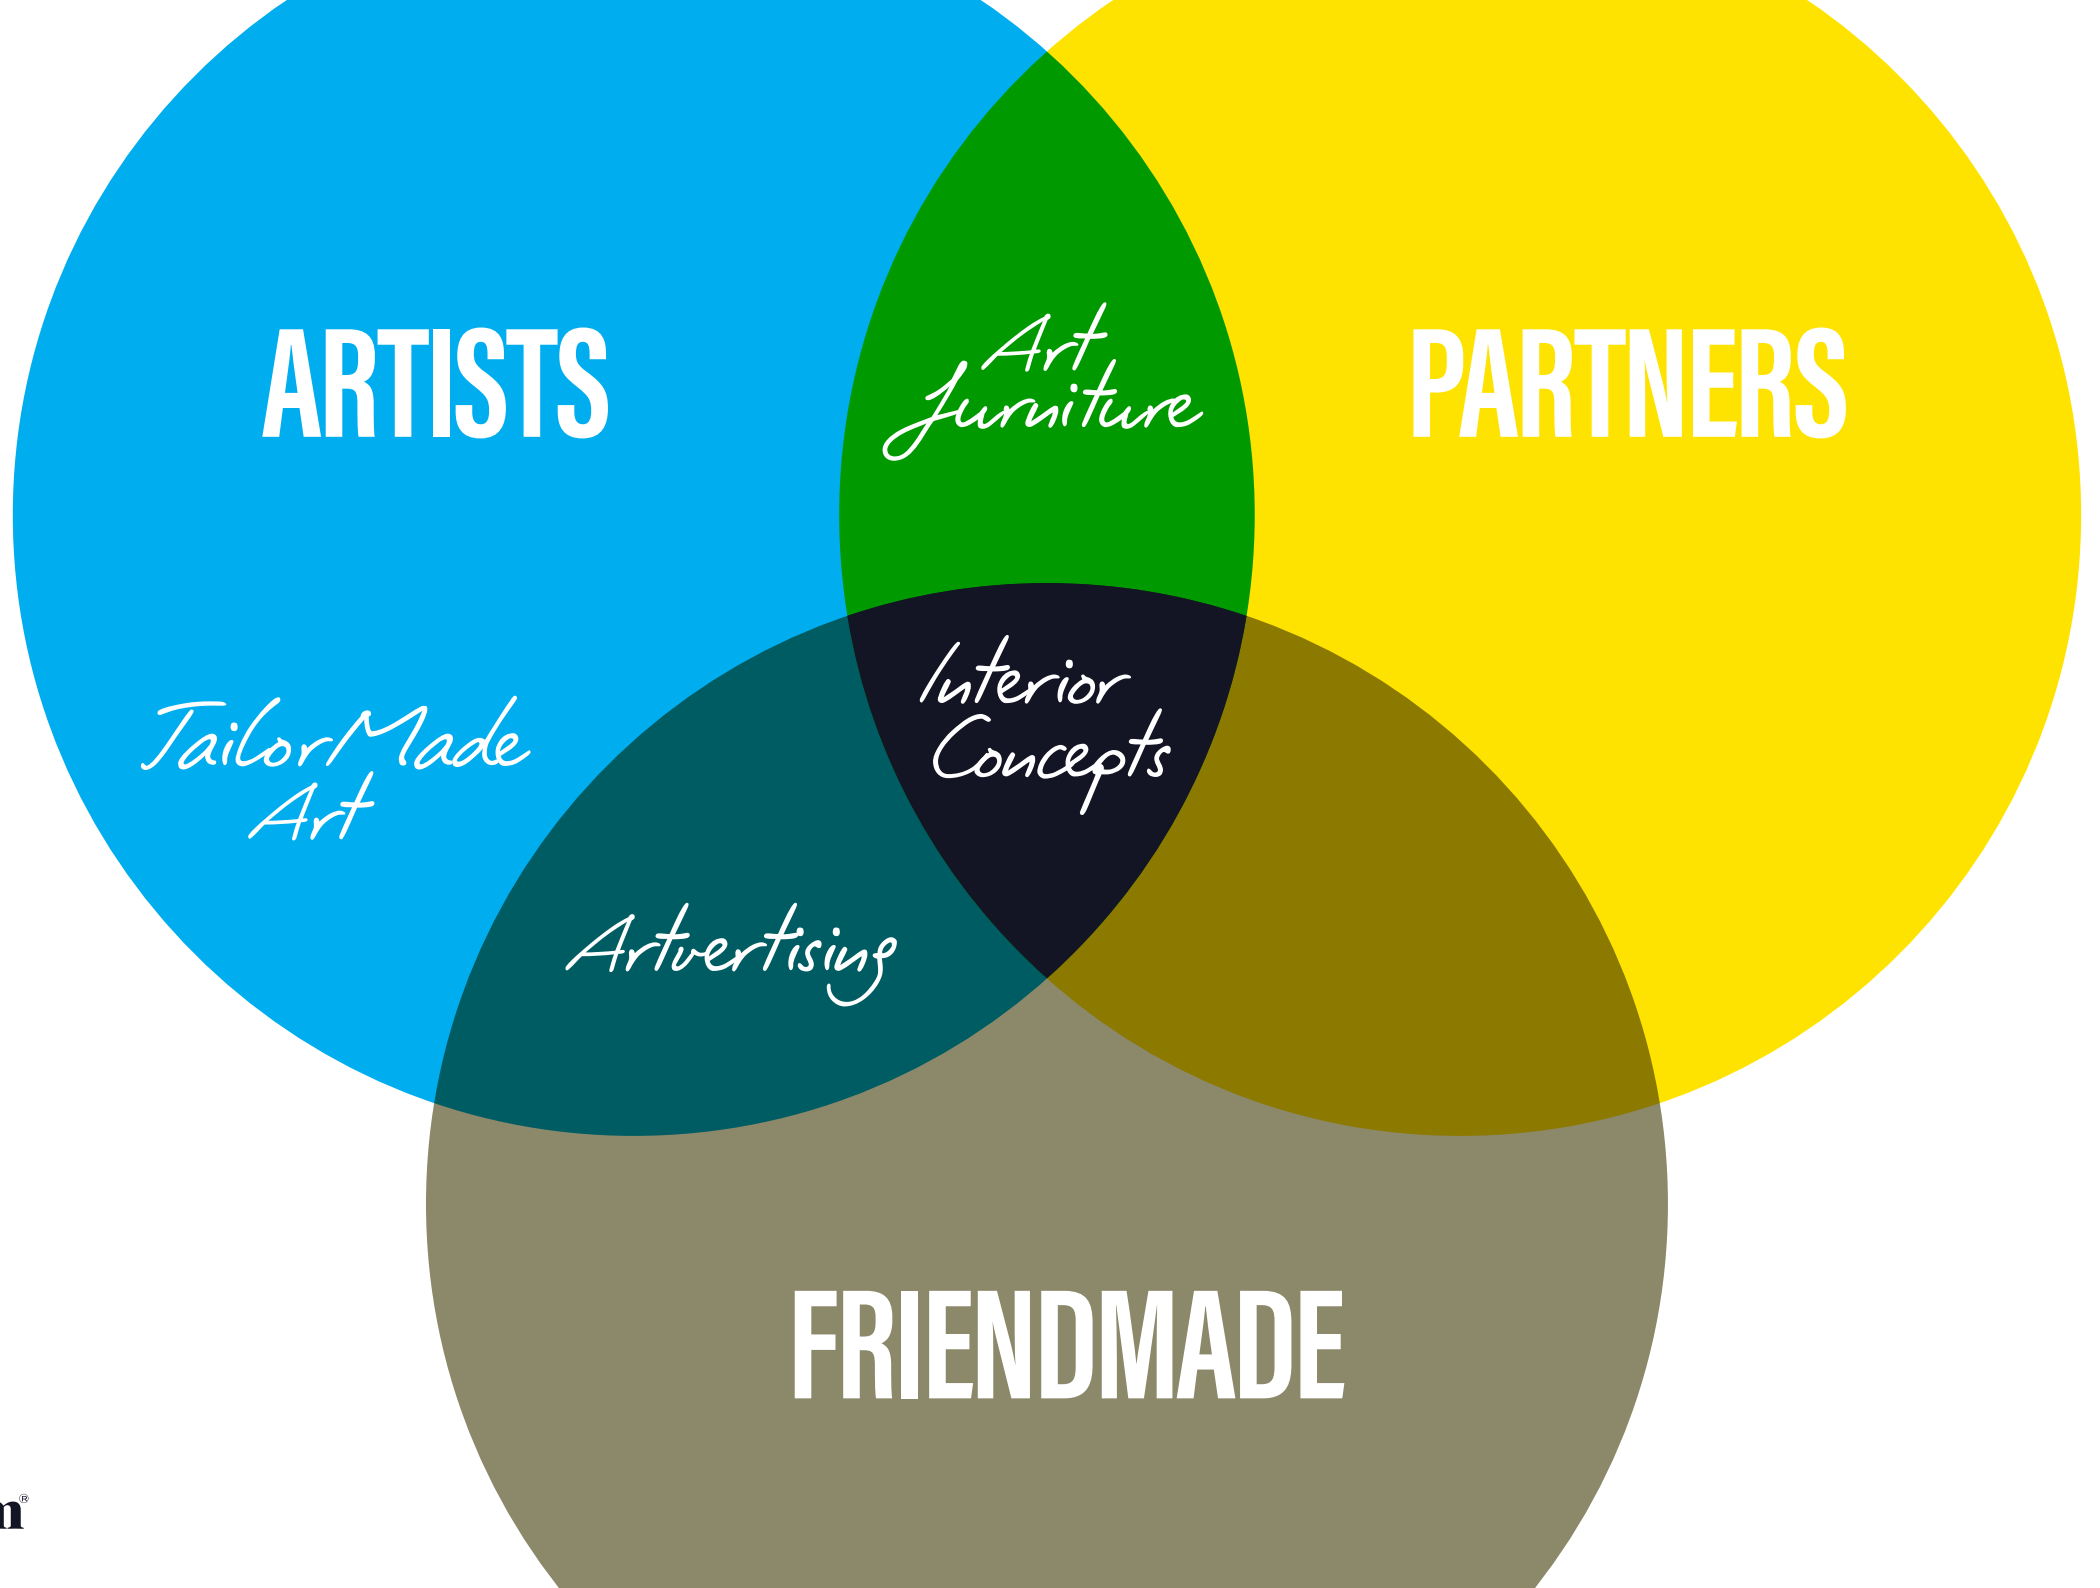 ARTISTS
PARTNERS
Art
Furniture
Interior
Concepts
TailorMade
Art
Artvertising
FRIENDMADE